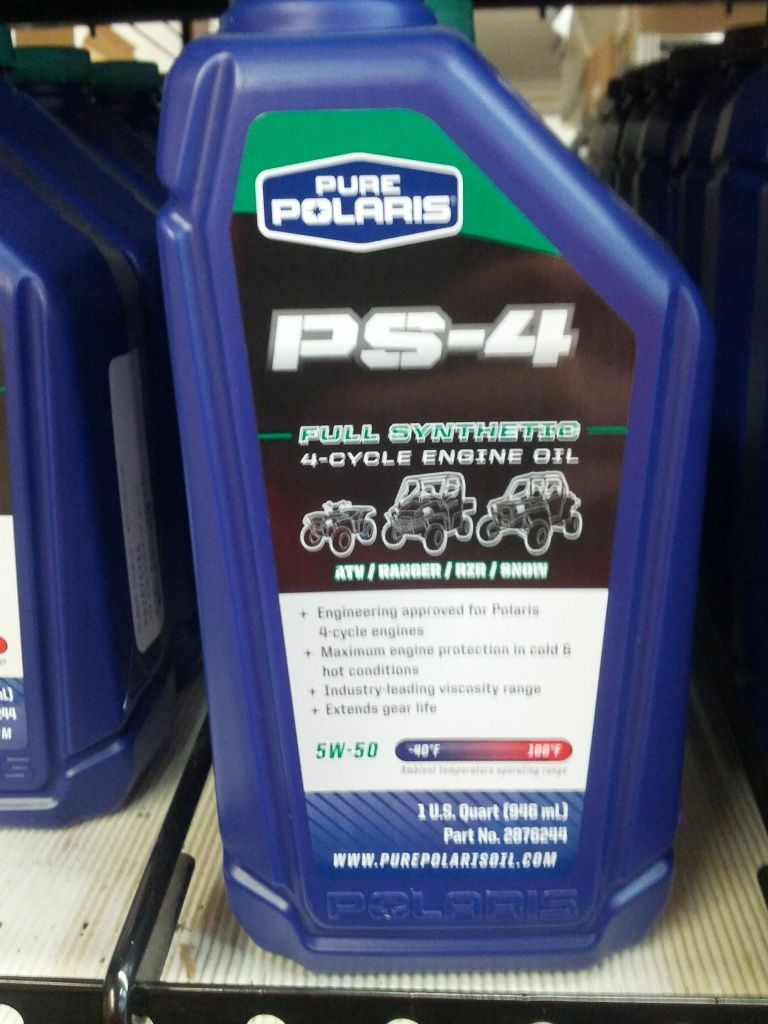 PURE
POLARIS
PS-4
FULL SYNTHETIC
4-CYCLE ENGINE OIL
ATV / RANGER / RZR / SNOW
+ Engineering approved for Polaris
4-cycle engines
+ Maximum engine protection in cold &
hot conditions
+ Industry-leading viscosity range
+ Extends gear life
5W-50 -40°F 100°F
Ambient temperature operating range
1 U.S. Quart (946 mL)
Part No. 2876244
WWW.PUREPOLARISOIL.COM
POLARIS